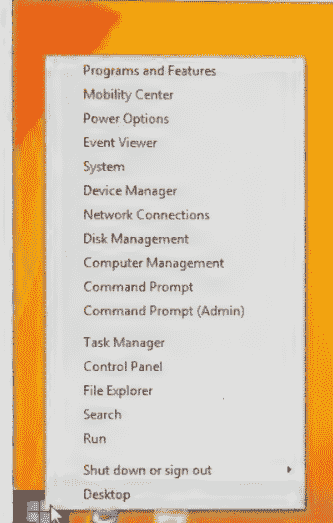 Programs and Features
Mobility Center
Power Options
Event Viewer
System
Device Manager
Network Connections
Disk Management
Computer Management
Command Prompt
Command Prompt (Admin)
Task Manager
Control Panel
File Explorer
Search
Run
Shut down or sign out
Desktop